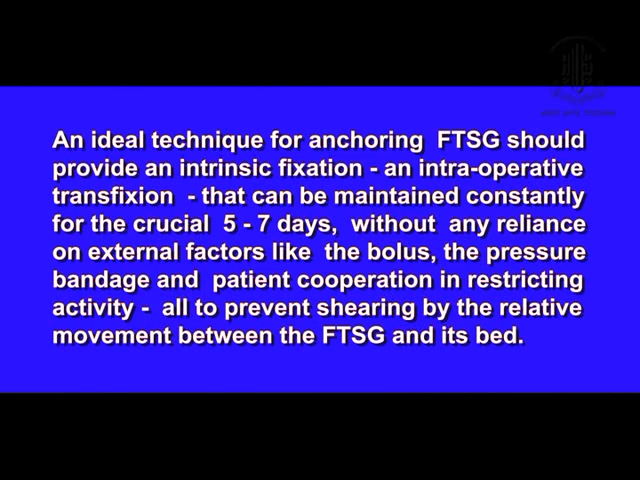 An ideal technique for anchoring FTSG should
provide an intrinsic fixation - an intra-operative
transfixion - that can be maintained constantly
for the crucial 5 - 7 days, without any reliance
on external factors like the bolus, the pressure
bandage and patient cooperation in restricting
activity - all to prevent shearing by the relative
movement between the FTSG and its bed.